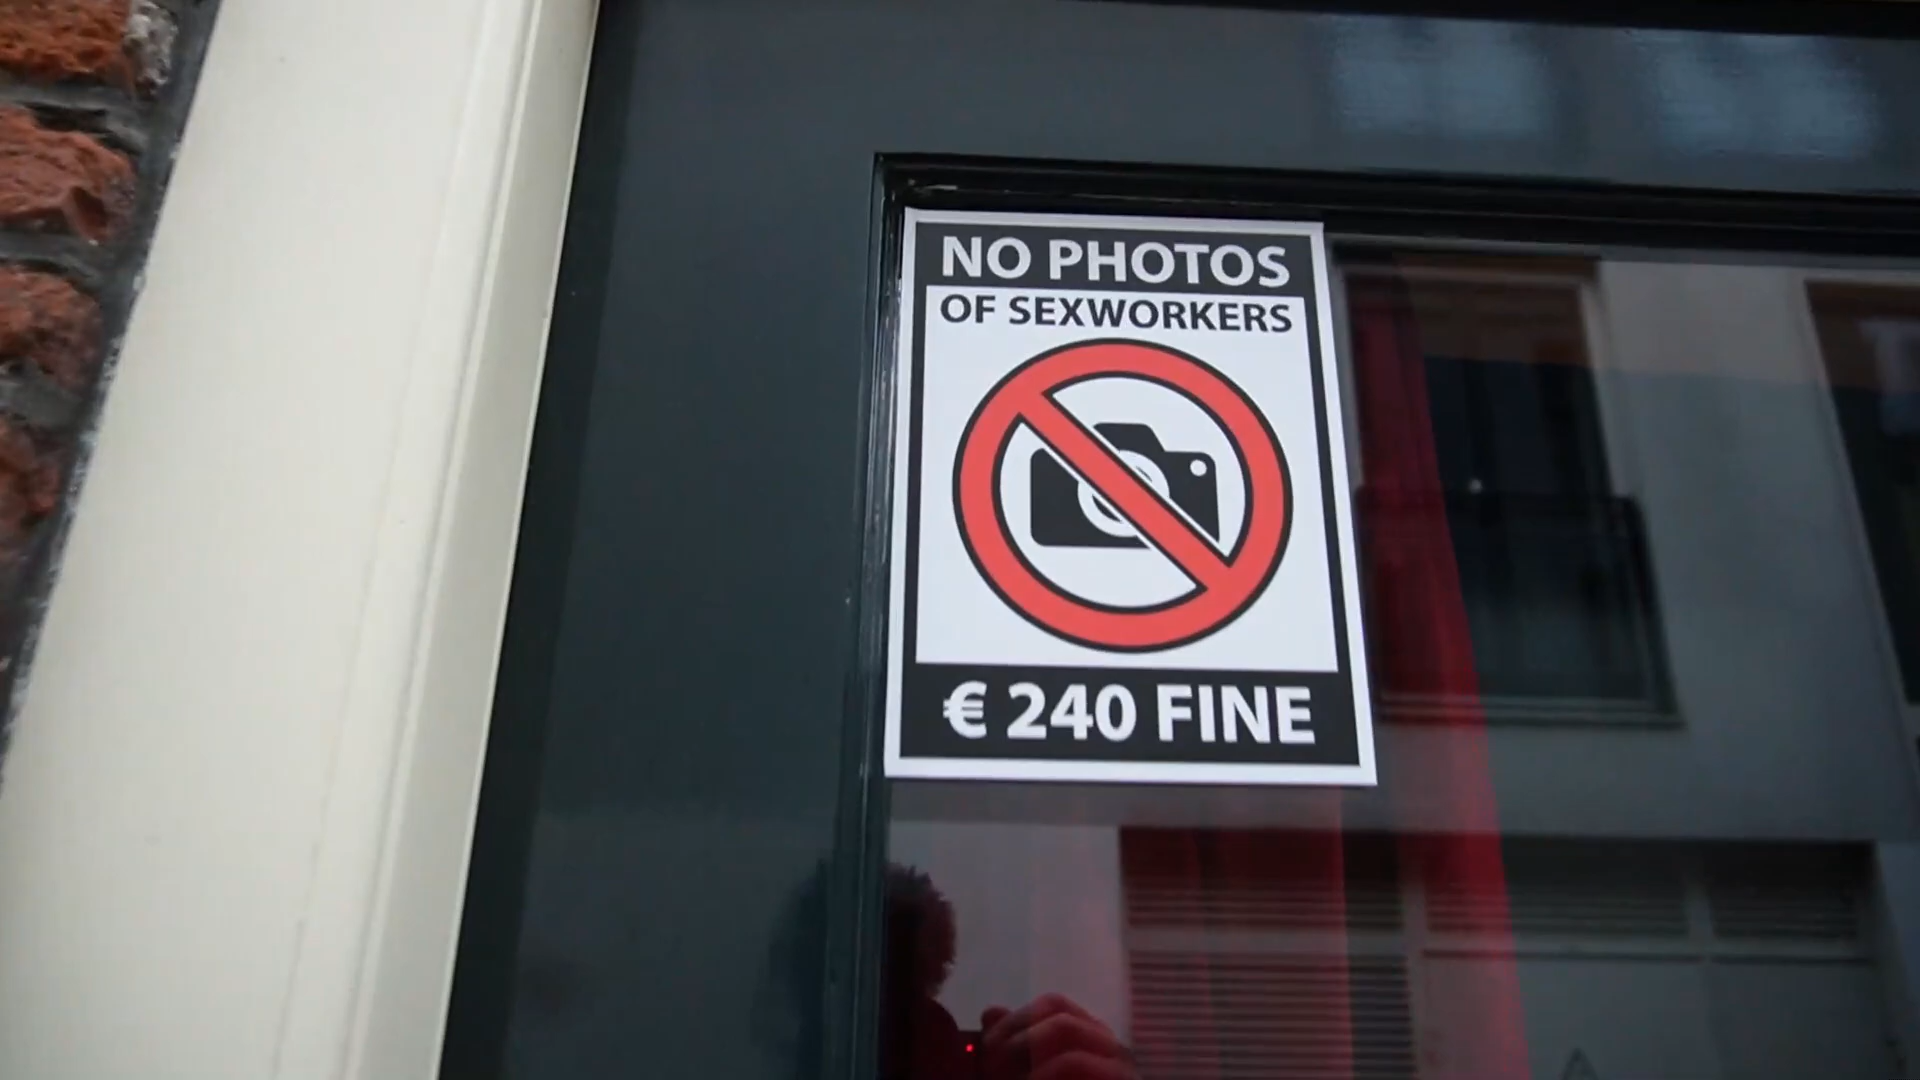 NO PHOTOS
OF SEXWORKERS
€ 240 FINE